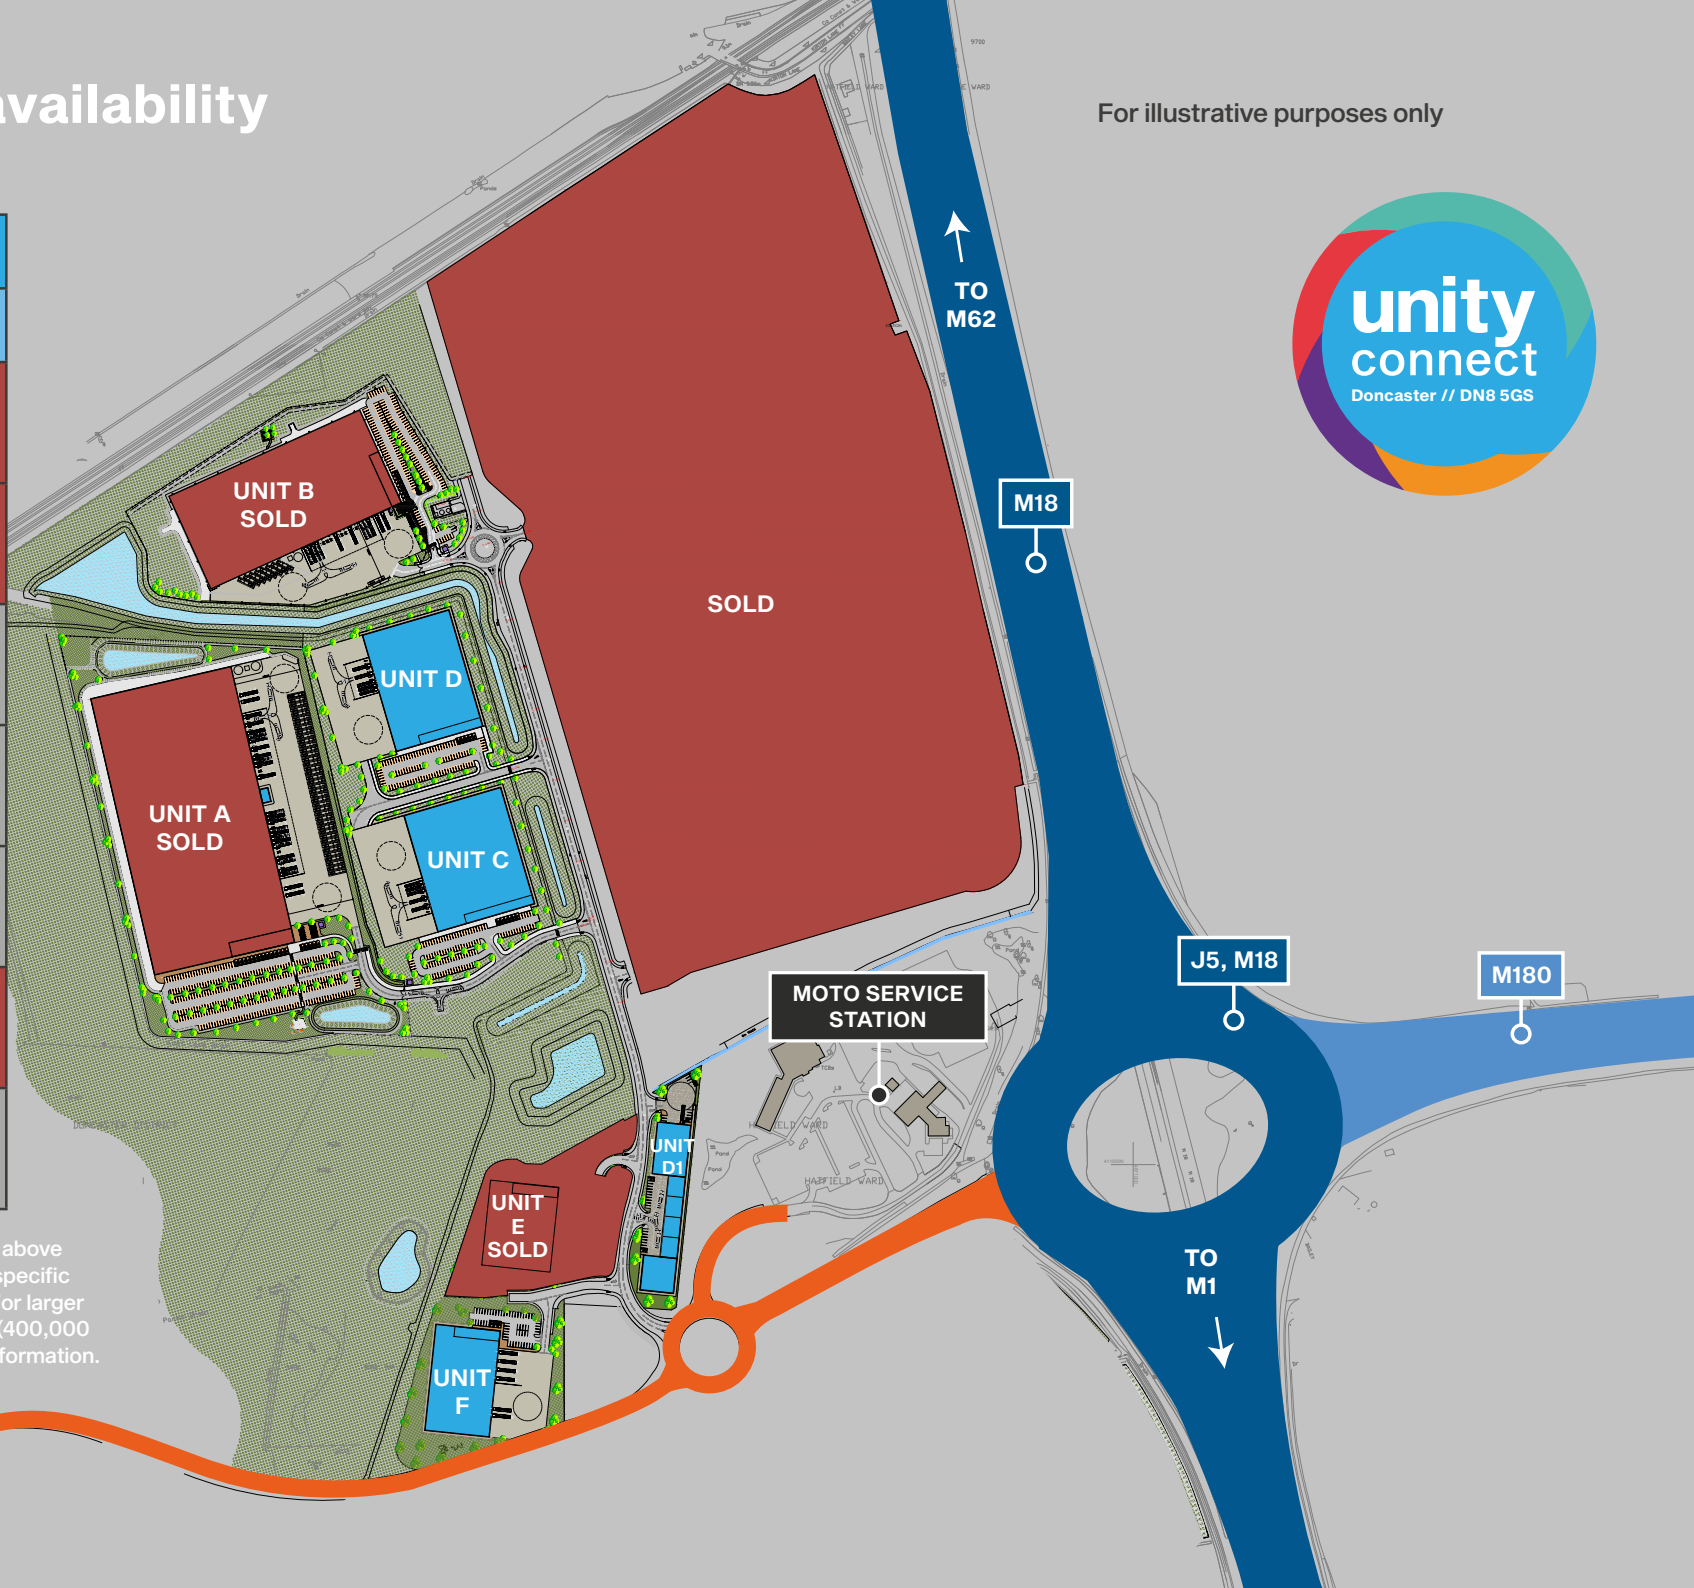 availability
For illustrative purposes only
unity
connect
Doncaster // DN8 5GS
TO
M62
M18
UNIT B
SOLD
SOLD
UNIT D
UNIT A
SOLD
UNIT C
J5, M18
M180
MOTO SERVICE
STATION
HATFIELD WARD
UNIT
D1
UNIT
E
SOLD
TO
M1
UNIT
F
above
specific
or larger
(400,000
formation.